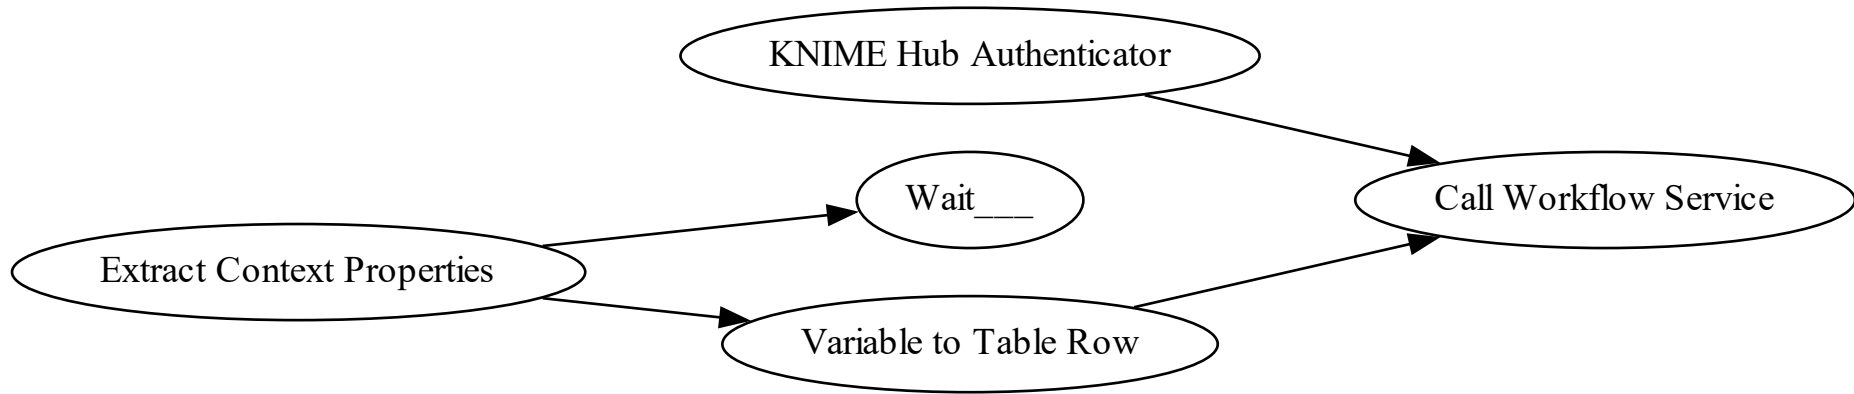 KNIME Hub Authenticator
Wait___
Call Workflow Service
Extract Context Properties
Variable to Table Row